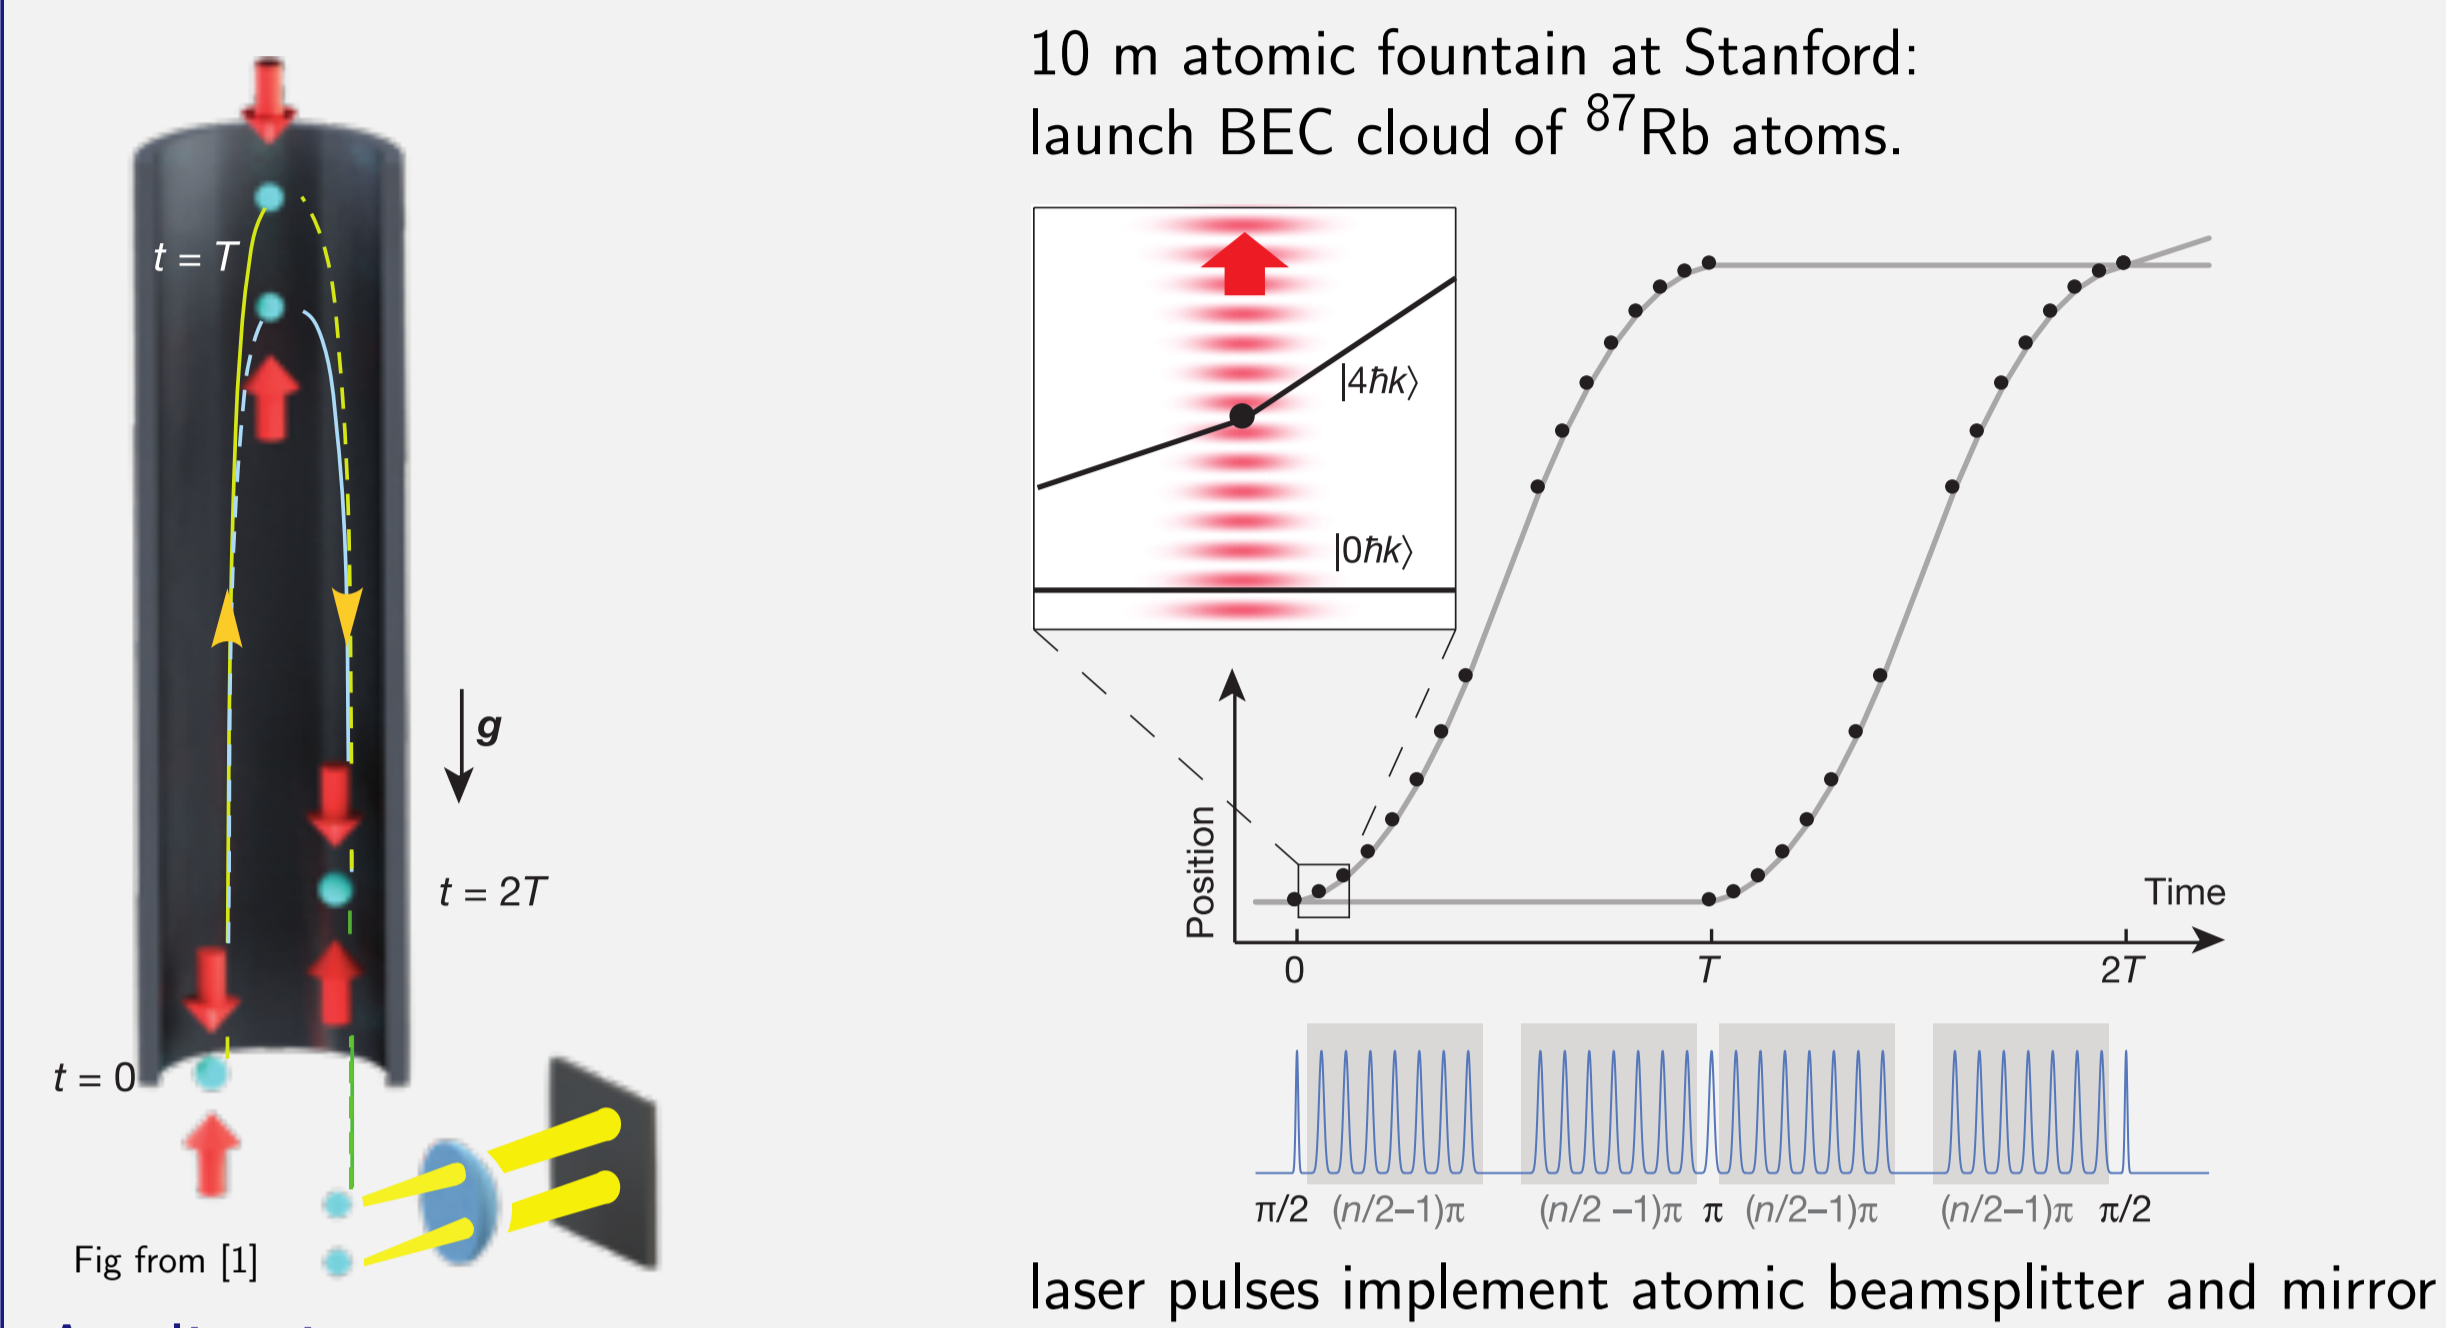 10 m atomic fountain at Stanford:
launch BEC cloud of ⁸⁷Rb atoms.
t = T
g
t = 2T
t = 0
Fig from [1]
|4ħk⟩
|0ħk⟩
Position
Time
0 T 2T
π/2 (n/2–1)π (n/2 –1)π π (n/2–1)π (n/2–1)π π/2
laser pulses implement atomic beamsplitter and mirror